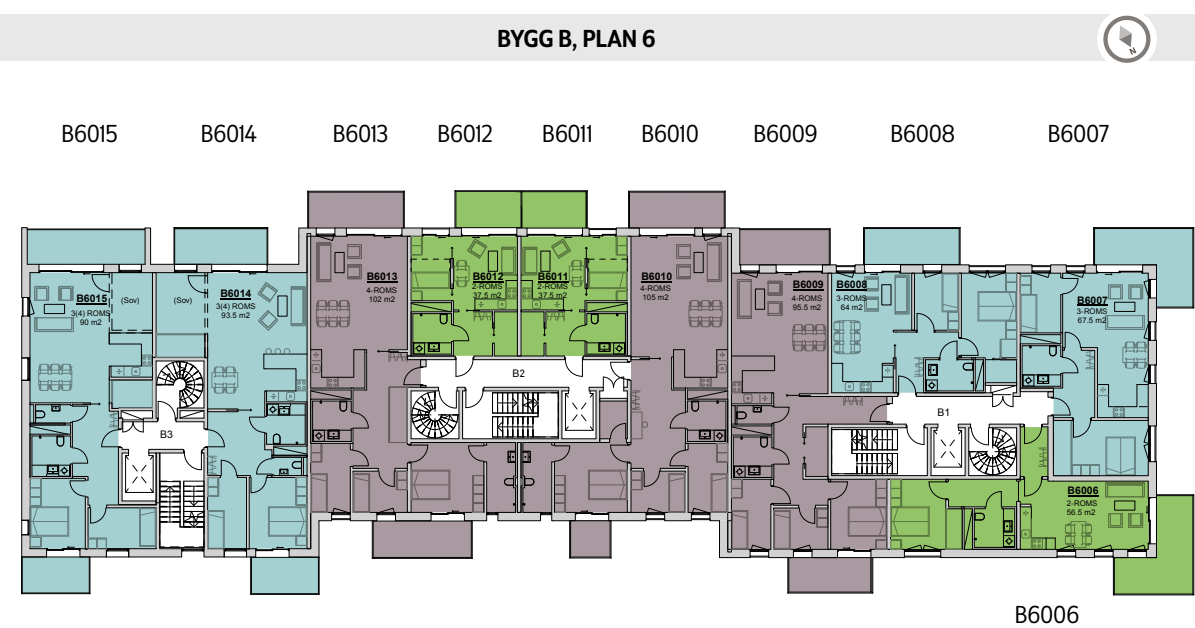 BYGG B, PLAN 6
N
B6015
B6014
B6013
B6012
B6011
B6010
B6009
B6008
B6007
B6015
3(4) ROMS
90 m2
(Sov)
(Sov)
B6014
3(4) ROMS
93.5 m2
B6013
4-ROMS
102 m2
B6012
2-ROMS
37.5 m2
B6011
2-ROMS
37.5 m2
B6010
4-ROMS
105 m2
B6009
4-ROMS
95.5 m2
B6008
3-ROMS
64 m2
B6007
3-ROMS
67.5 m2
B2
B1
B3
B6006
2-ROMS
56.5 m2
B6006